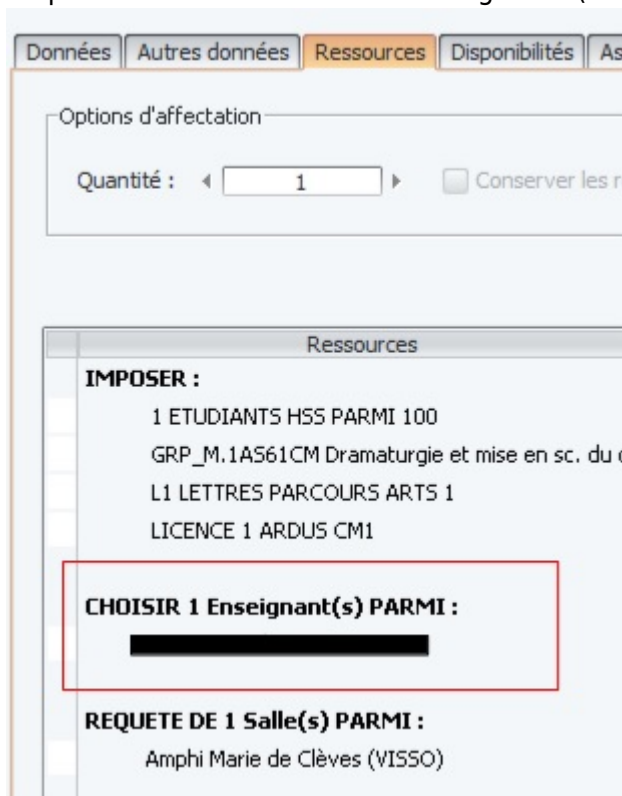 Données Autres données Ressources Disponibilités As
Options d'affectation
Quantité : 1 Conserver les r
Ressources
IMPOSER :
1 ETUDIANTS HSS PARMI 100
GRP_M.1AS61CM Dramaturgie et mise en sc. du
L1 LETTRES PARCOURS ARTS 1
LICENCE 1 ARDUS CM1
CHOISIR 1 Enseignant(s) PARMI :
REQUETE DE 1 Salle(s) PARMI :
Amphi Marie de Clèves (VISSO)